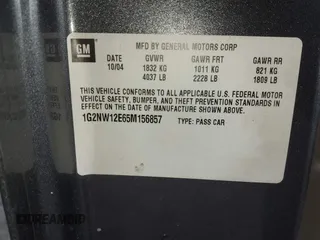 GM
MFD BY GENERAL MOTORS CORP
DATE GVWR GAWR FRT GAWR RR
10/04 1832 KG 1011 KG 821 KG
4037 LB 2228 LB 1809 LB
THIS VEHICLE CONFORMS TO ALL APPLICABLE U.S. FEDERAL MOTOR
VEHICLE SAFETY, BUMPER, AND THEFT PREVENTION STANDARDS
IN EFFECT ON THE DATE OF MANUFACTURE SHOWN ABOVE.
1G2NW12E65M156857 TYPE: PASS CAR